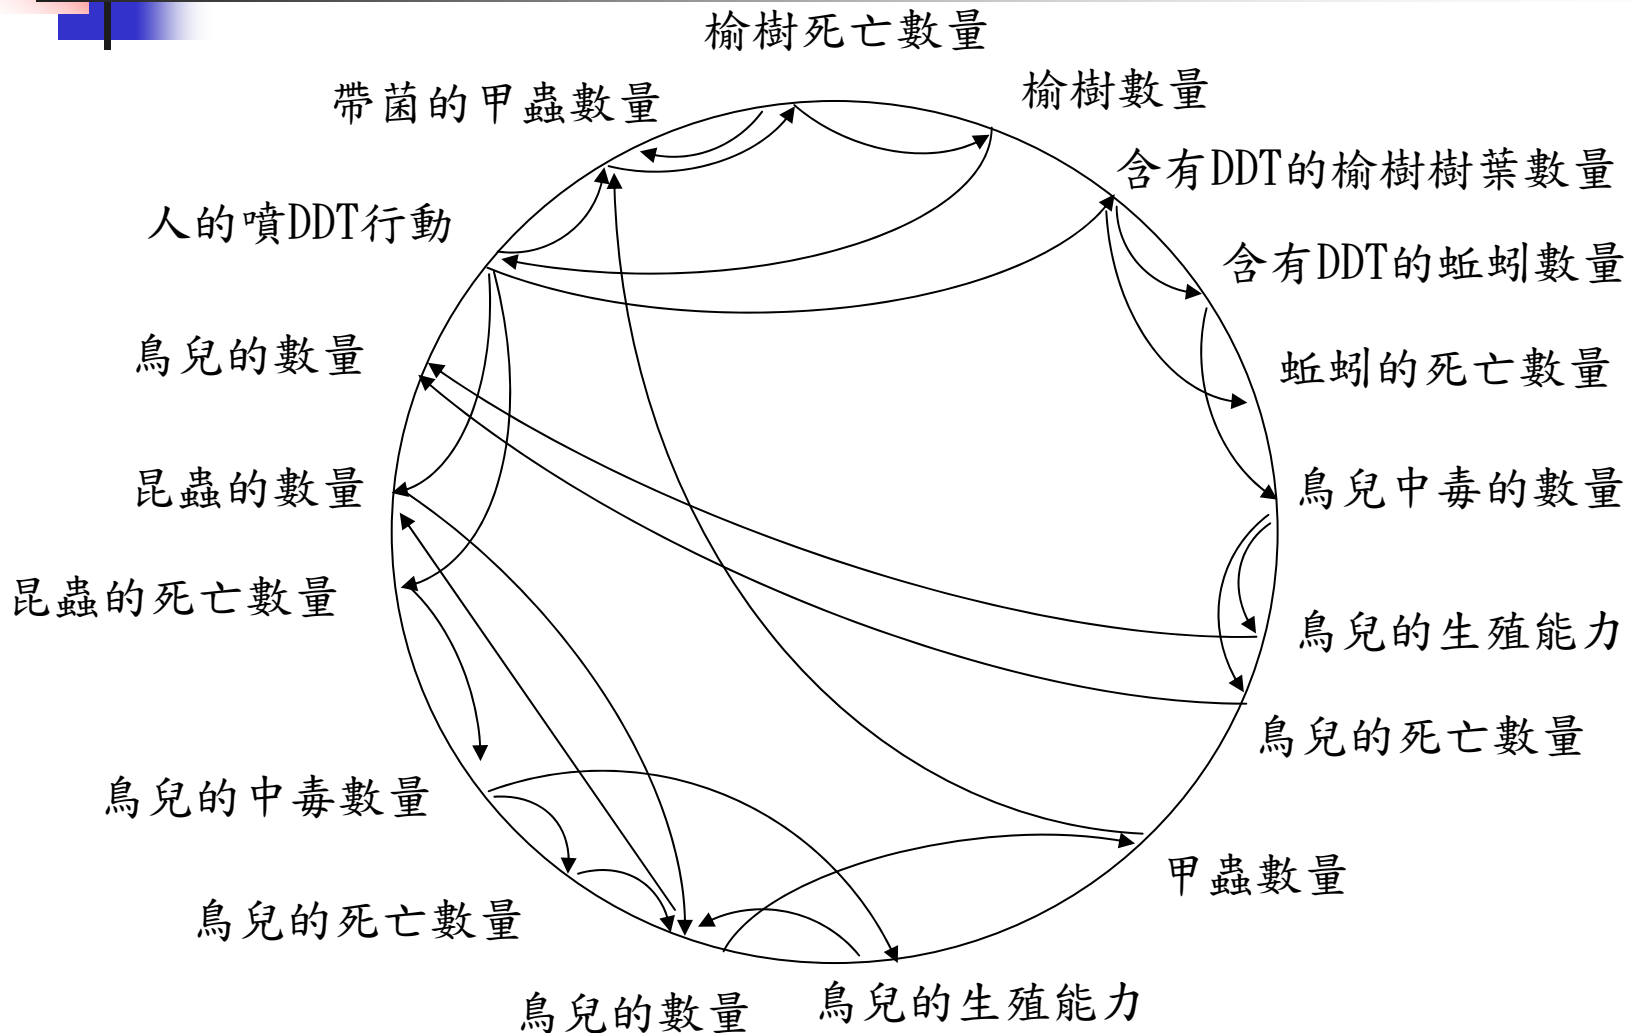 榆樹死亡數量
帶菌的甲蟲數量
榆樹數量
含有DDT的榆樹樹葉數量
人的噴DDT行動
含有DDT的蚯蚓數量
鳥兒的數量
蚯蚓的死亡數量
昆蟲的數量
鳥兒中毒的數量
昆蟲的死亡數量
鳥兒的生殖能力
鳥兒的死亡數量
鳥兒的中毒數量
甲蟲數量
鳥兒的死亡數量
鳥兒的數量
鳥兒的生殖能力